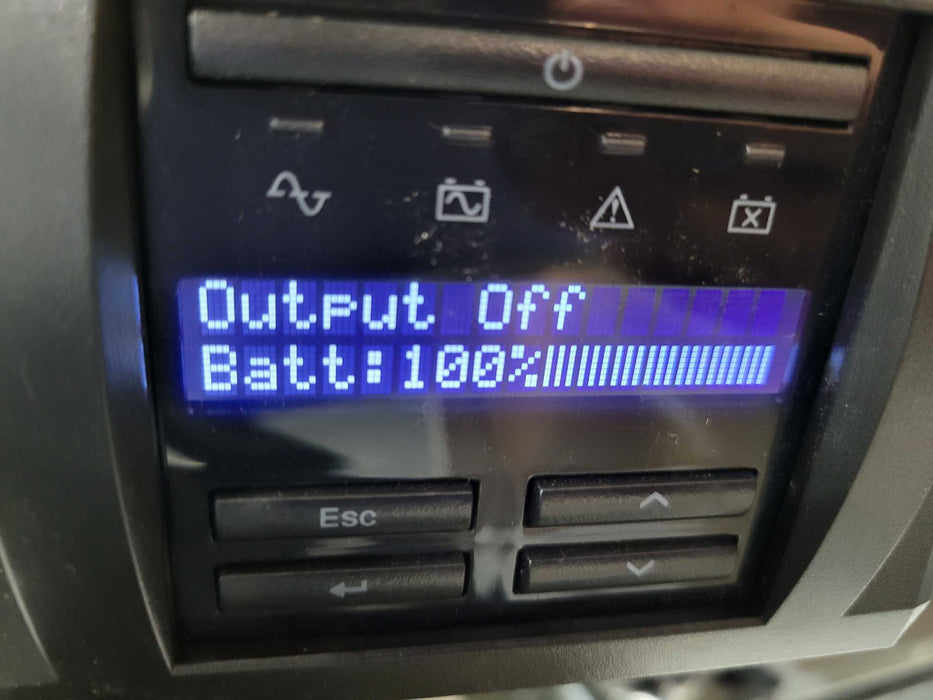 Output Off
Batt:100%
Esc